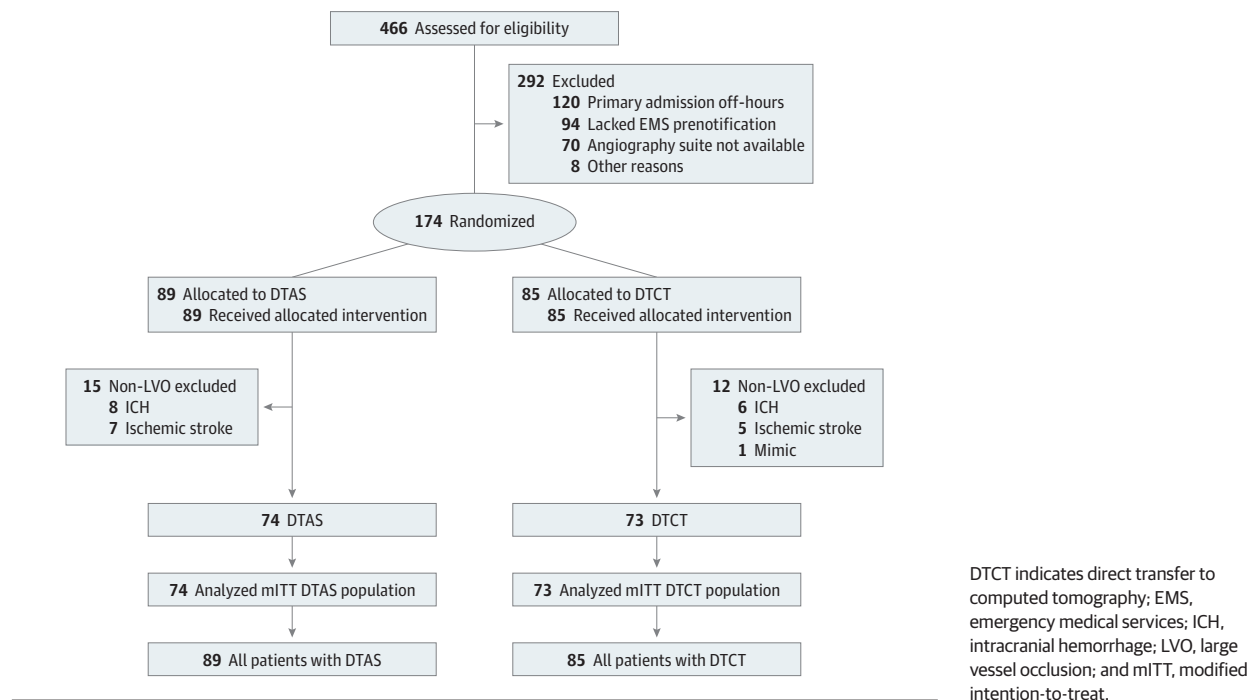 466 Assessed for eligibility
292 Excluded
120 Primary admission off-hours
94 Lacked EMS prenotification
70 Angiography suite not available
8 Other reasons
174 Randomized
89 Allocated to DTAS
89 Received allocated intervention
85 Allocated to DTCT
85 Received allocated intervention
15 Non-LVO excluded
8 ICH
7 Ischemic stroke
12 Non-LVO excluded
6 ICH
5 Ischemic stroke
1 Mimic
74 DTAS
73 DTCT
74 Analyzed mITT DTAS population
73 Analyzed mITT DTCT population
89 All patients with DTAS
85 All patients with DTCT
DTCT indicates direct transfer to
computed tomography; EMS,
emergency medical services; ICH,
intracranial hemorrhage; LVO, large
vessel occlusion; and mITT, modified
intention-to-treat.